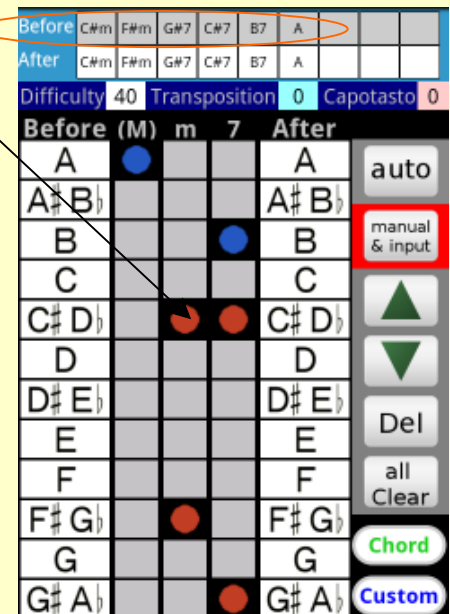 Before C#m F#m G#7 C#7 B7 A
After C#m F#m G#7 C#7 B7 A
Difficulty 40 Transposition 0 Capotasto 0
Before (M) m 7 After
A A auto
A♯ B♭ A♯ B♭
B B manual & input
C C
C♯ D♭ C♯ D♭
D D
D♯ E♭ D♯ E♭
E E Del
F F all Clear
F♯ G♭ F♯ G♭
G G Chord
G♯ A♭ G♯ A♭ Custom